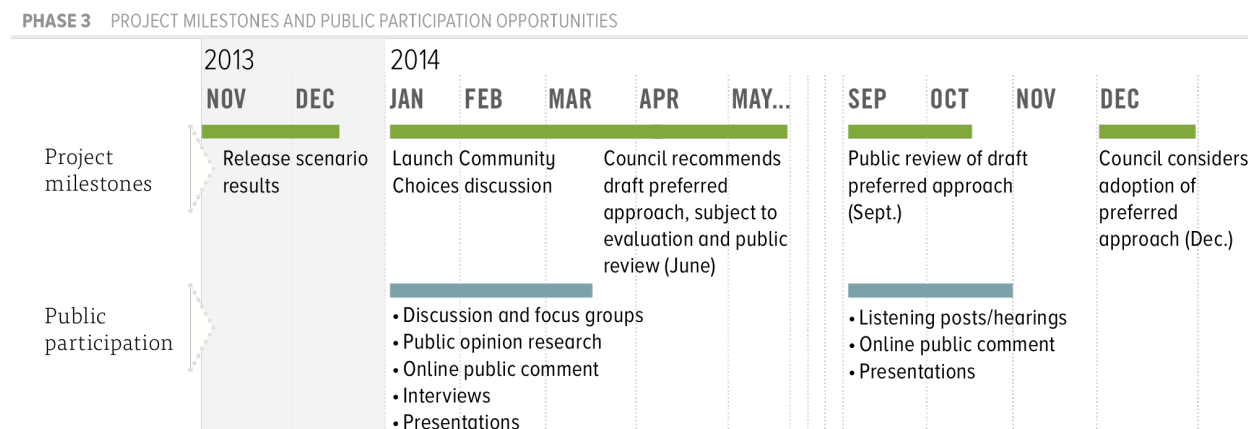 PHASE 3 PROJECT MILESTONES AND PUBLIC PARTICIPATION OPPORTUNITIES
2013 2014
NOV DEC JAN FEB MAR APR MAY... SEP OCT NOV DEC
Project
milestones
Release scenario
results
Launch Community
Choices discussion
Council recommends
draft preferred
approach, subject to
evaluation and public
review (June)
Public review of draft
preferred approach
(Sept.)
Council considers
adoption of
preferred
approach (Dec.)
Public
participation
• Discussion and focus groups
• Public opinion research
• Online public comment
• Interviews
• Presentations
• Listening posts/hearings
• Online public comment
• Presentations